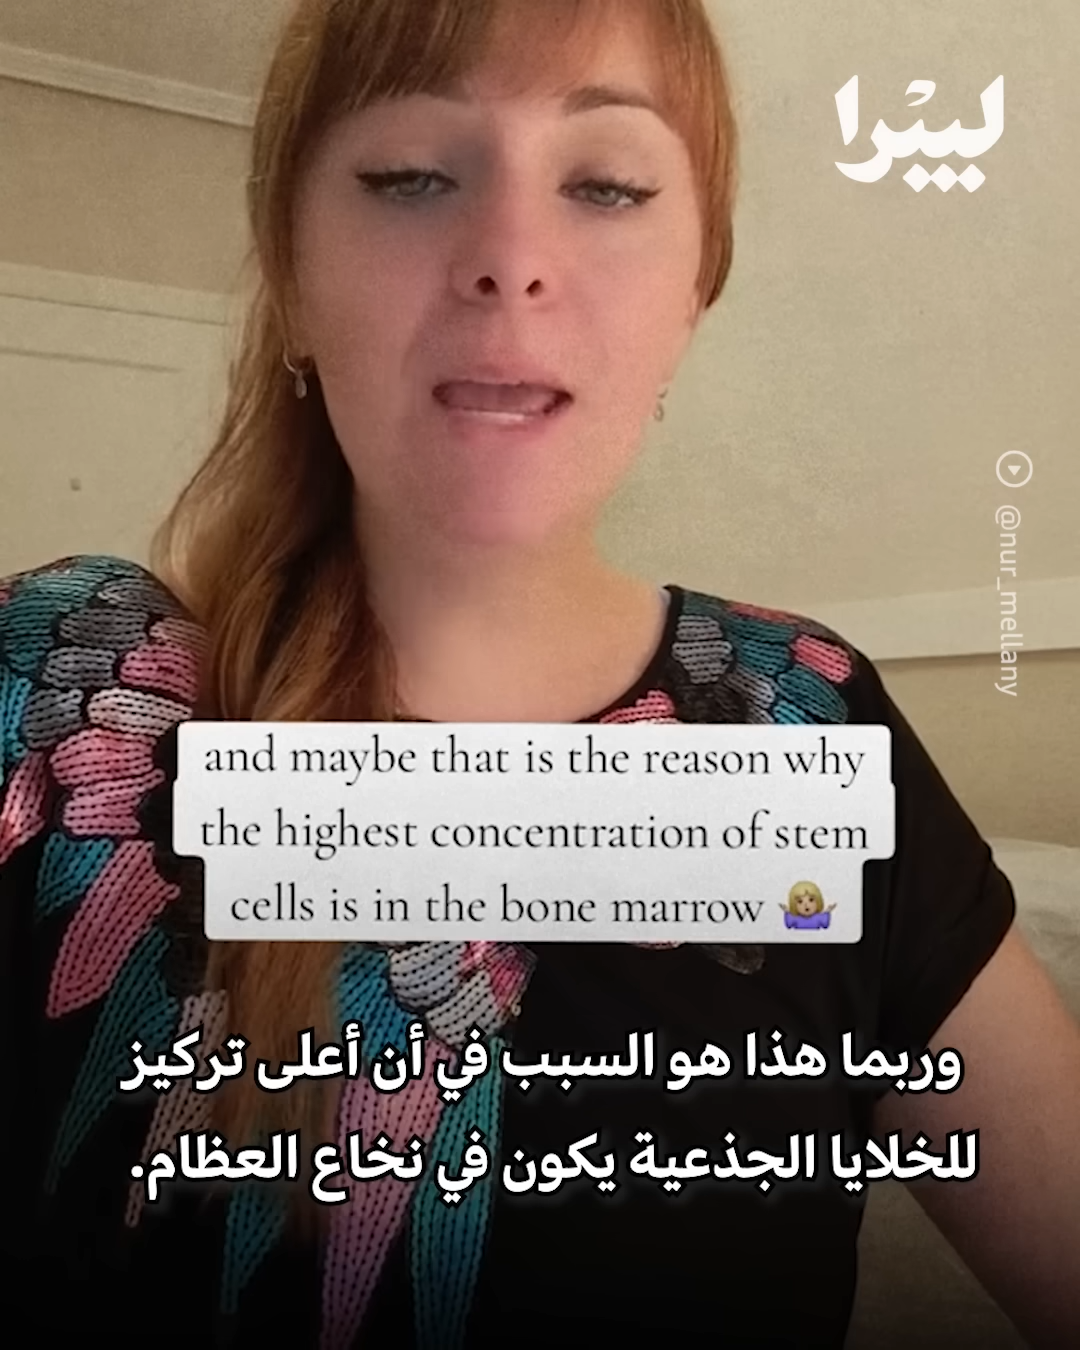 لييرا
@nur_mellany
and maybe that is the reason why
the highest concentration of stem
cells is in the bone marrow 🤷🏼‍♀️
وربما هذا هو السبب في أن أعلى تركيز
للخلايا الجذعية يكون في نخاع العظام.